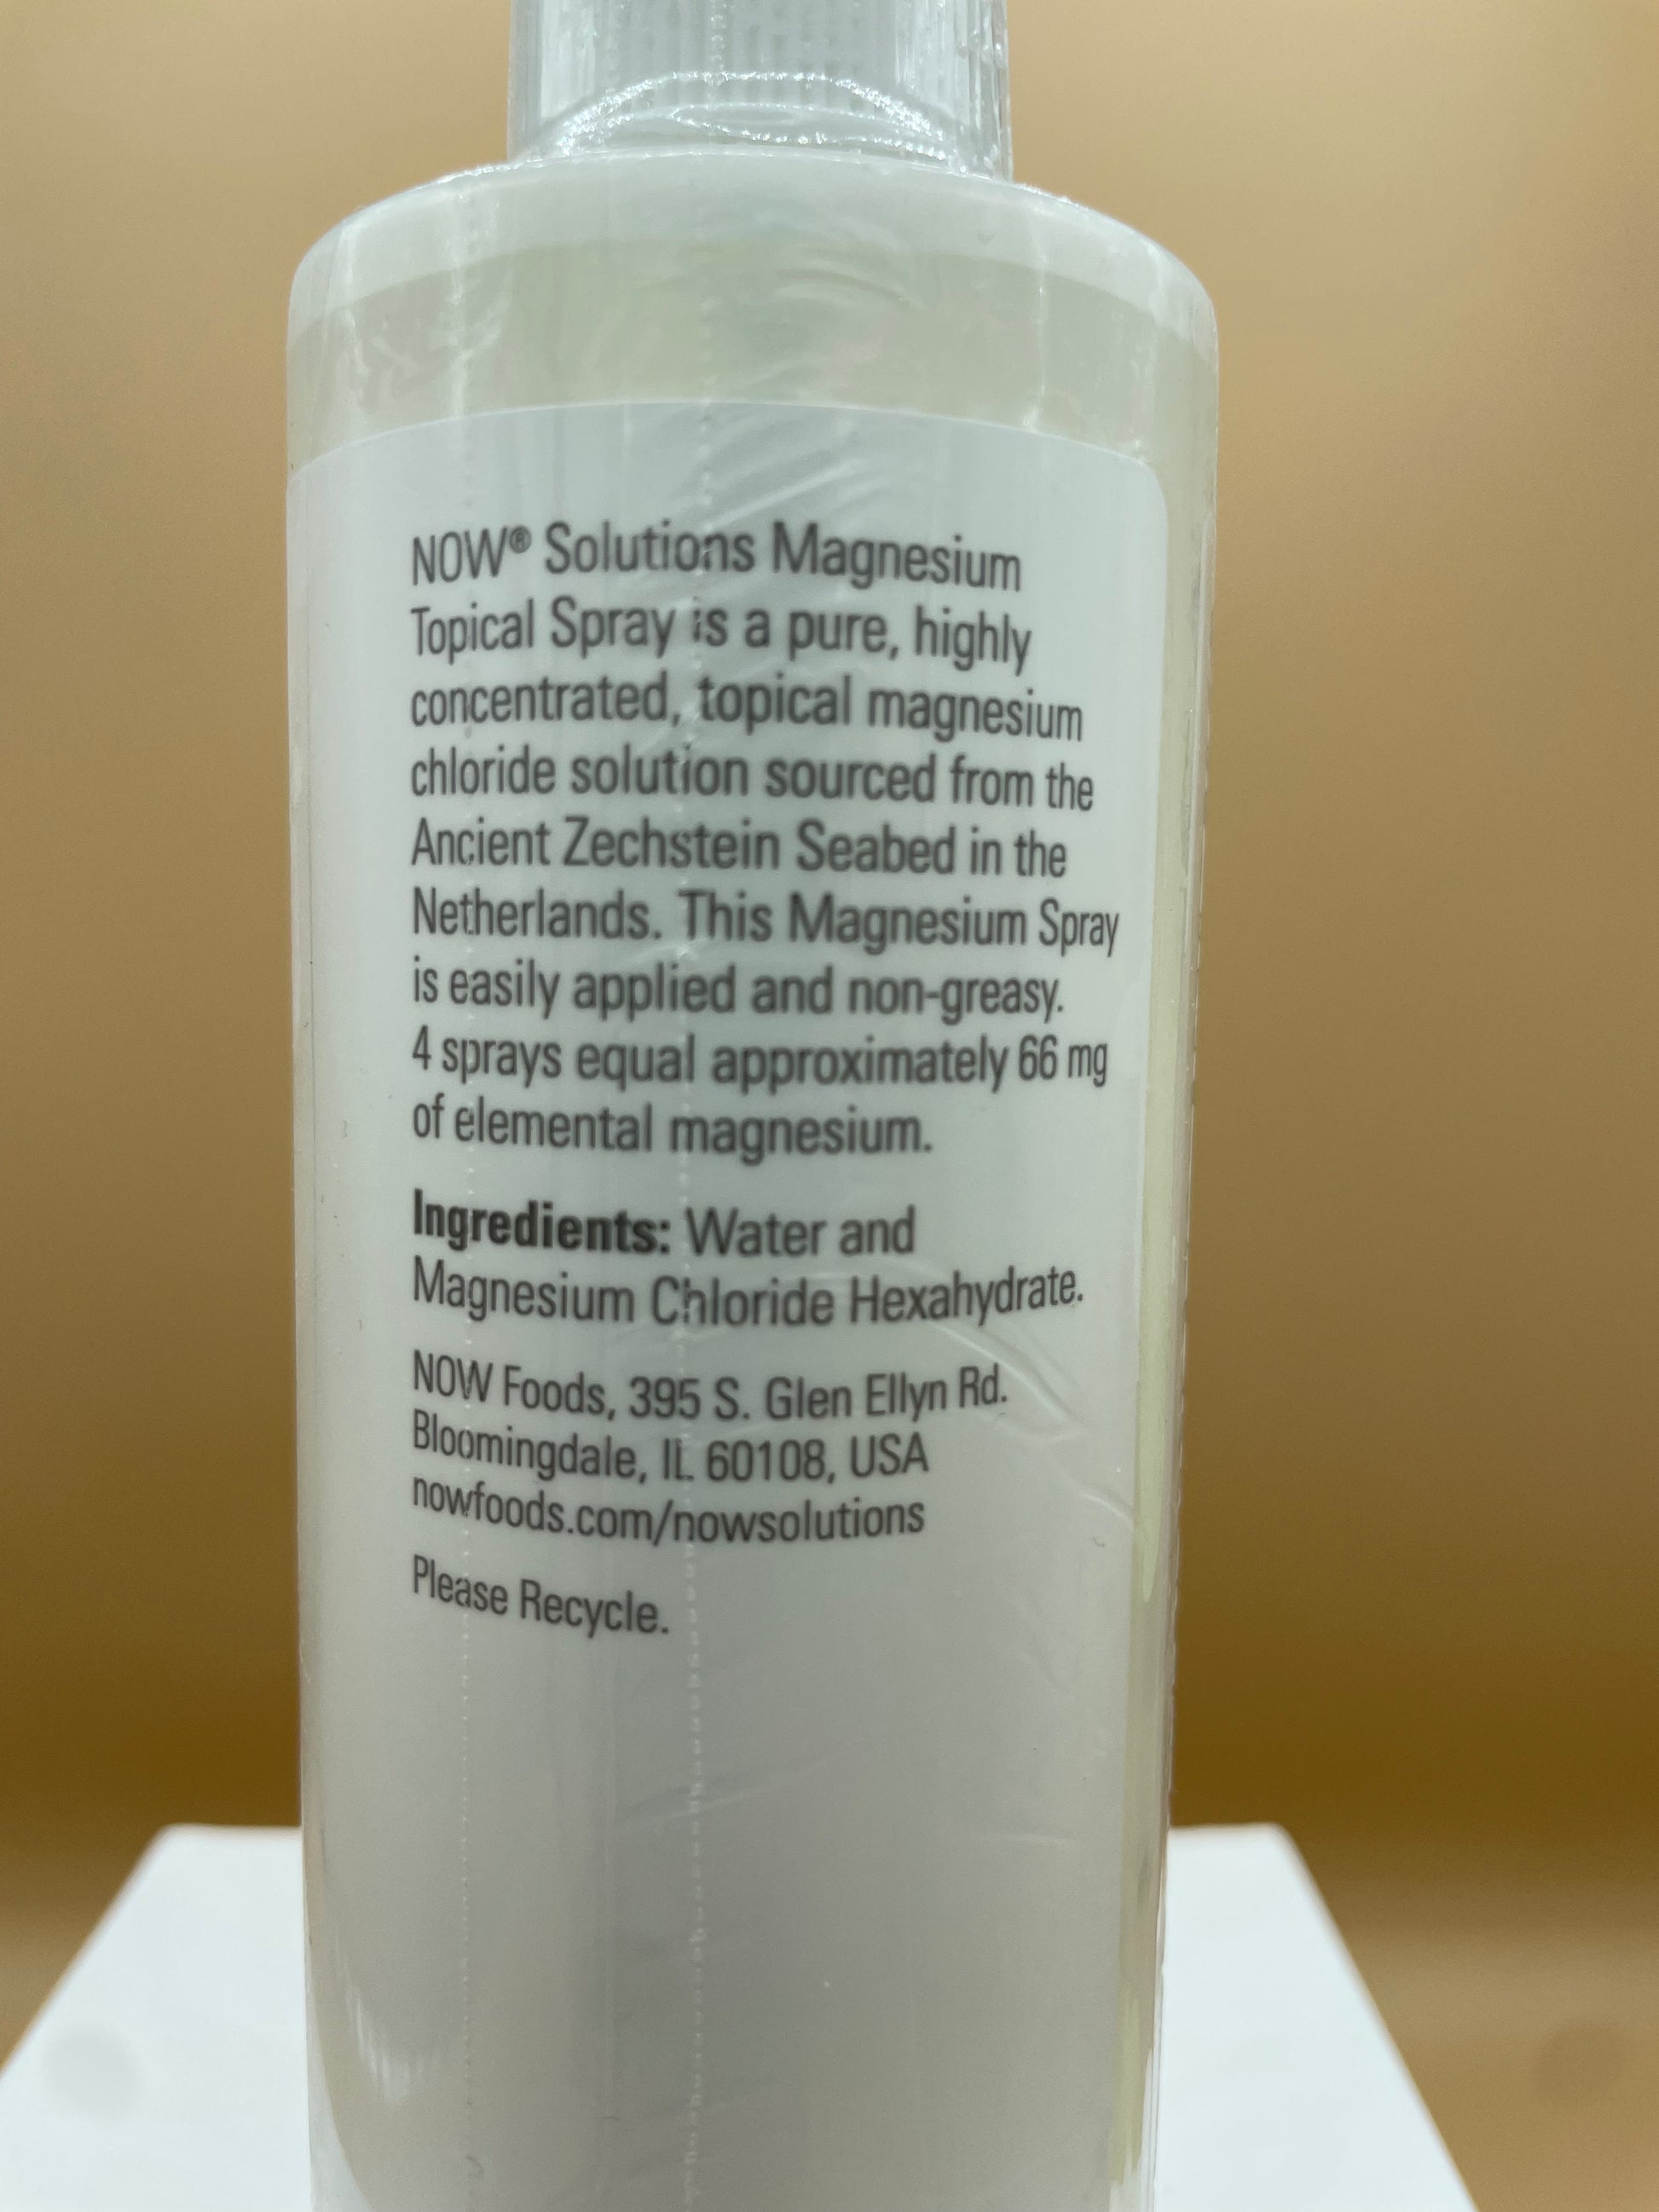 NOW® Solutions Magnesium
Topical Spray is a pure, highly
concentrated, topical magnesium
chloride solution sourced from the
Ancient Zechstein Seabed in the
Netherlands. This Magnesium Spray
is easily applied and non-greasy.
4 sprays equal approximately 66 mg
of elemental magnesium.
Ingredients: Water and
Magnesium Chloride Hexahydrate.
NOW Foods, 395 S. Glen Ellyn Rd.
Bloomingdale, IL 60108, USA
nowfoods.com/nowsolutions
Please Recycle.